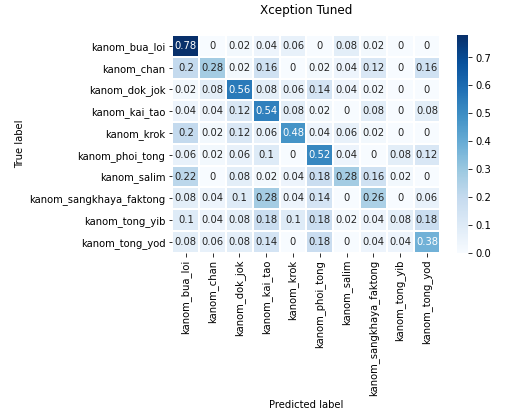 Xception Tuned
True label
kanom_bua_loi 0.78 0 0.02 0.04 0.06 0 0.08 0.02 0 0
kanom_chan 0.2 0.28 0.02 0.16 0 0.02 0.04 0.12 0 0.16
kanom_dok_jok 0.02 0.08 0.56 0.08 0.06 0.14 0.04 0.02 0 0
kanom_kai_tao 0.04 0.04 0.12 0.54 0.08 0.02 0 0.08 0 0.08
kanom_krok 0.2 0.02 0.12 0.06 0.48 0.04 0.06 0.02 0 0
kanom_phoi_tong 0.06 0.02 0.06 0.1 0 0.52 0.04 0 0.08 0.12
kanom_salim 0.22 0 0.08 0.02 0.04 0.18 0.28 0.16 0.02 0
kanom_sangkhaya_faktong 0.08 0.04 0.1 0.28 0.04 0.14 0 0.26 0 0.06
kanom_tong_yib 0.1 0.04 0.08 0.18 0.1 0.18 0.02 0.04 0.08 0.18
kanom_tong_yod 0.08 0.06 0.08 0.14 0 0.18 0 0.04 0.04 0.38
kanom_bua_loi
kanom_chan
kanom_dok_jok
kanom_kai_tao
kanom_krok
kanom_phoi_tong
kanom_salim
kanom_sangkhaya_faktong
kanom_tong_yib
kanom_tong_yod
Predicted label
0.7
0.6
0.5
0.4
0.3
0.2
0.1
0.0